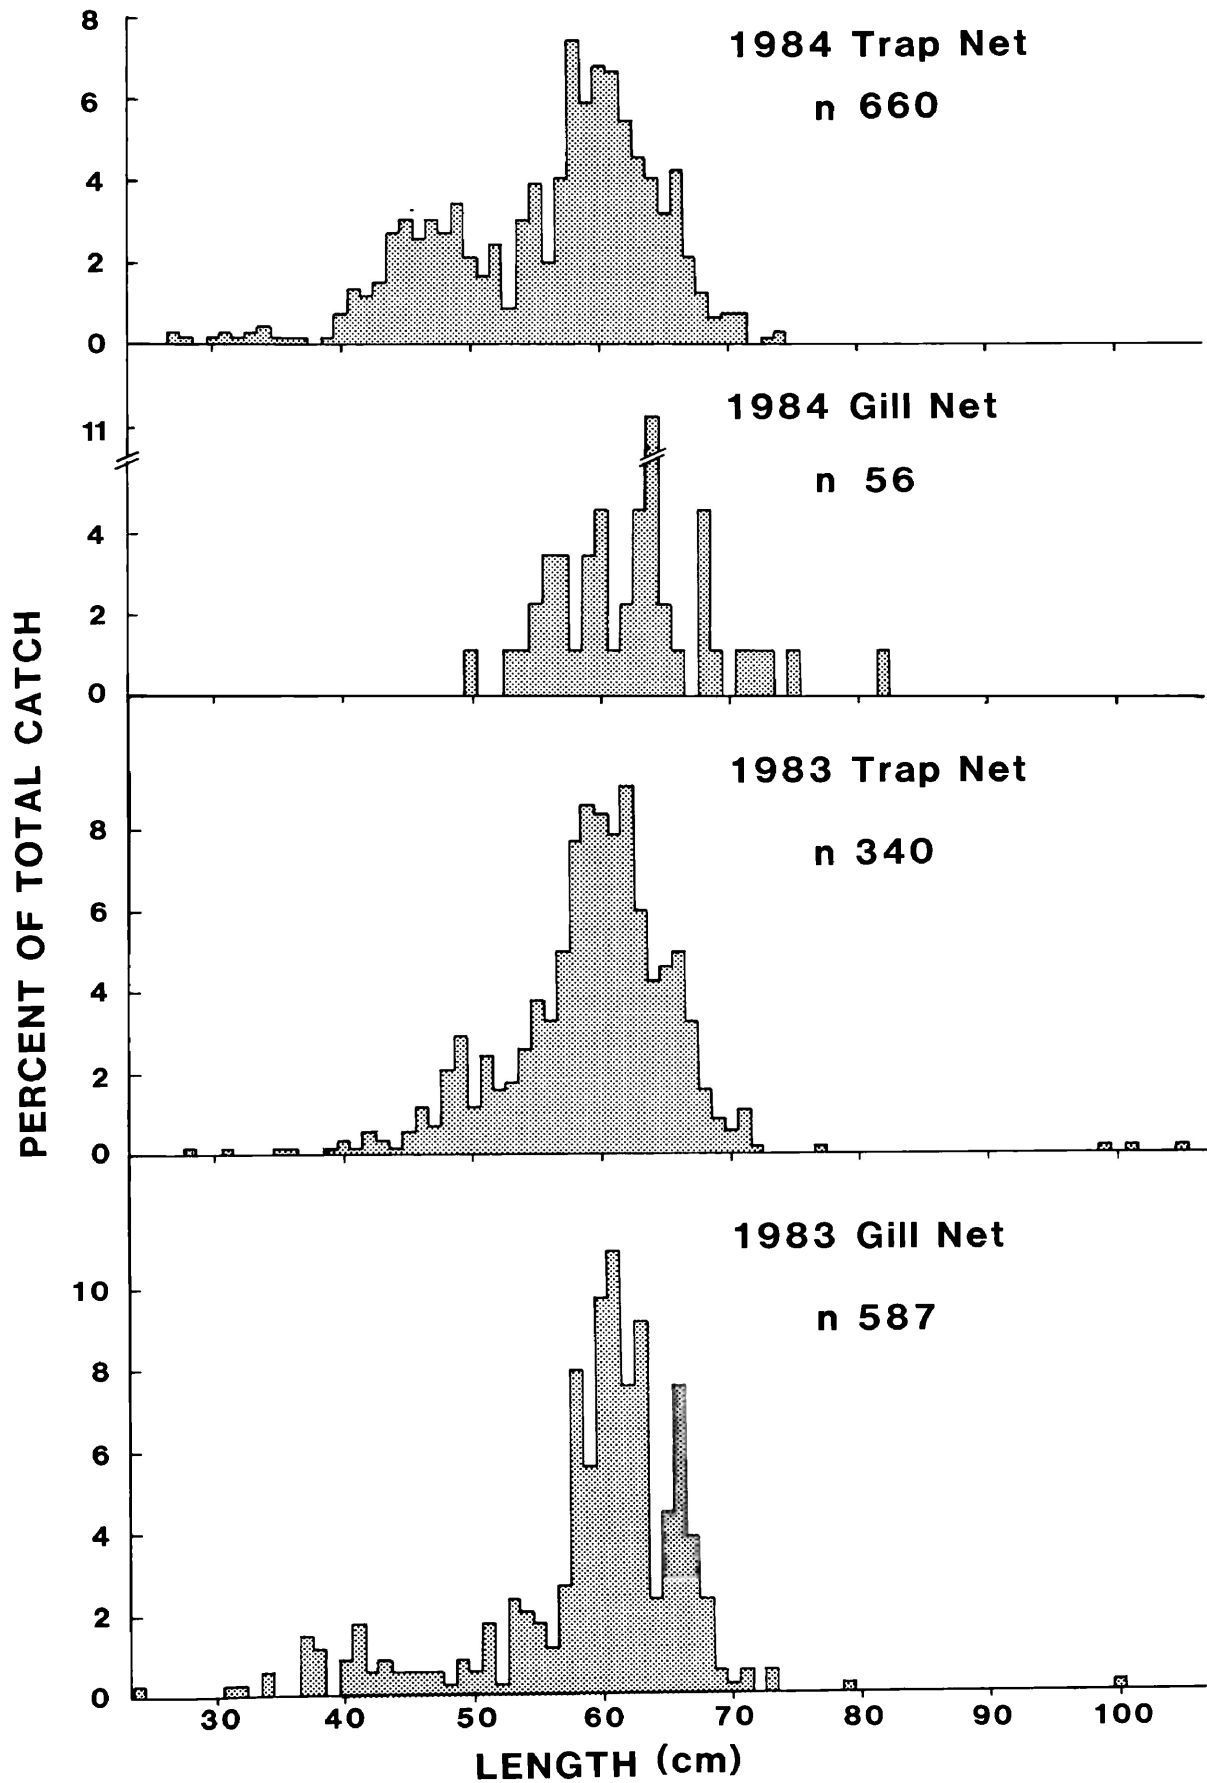 PERCENT OF TOTAL CATCH
1984 Trap Net
n 660
8
6
4
2
0
1984 Gill Net
n 56
11
4
2
0
1983 Trap Net
n 340
8
6
4
2
0
1983 Gill Net
n 587
10
8
6
4
2
0
30 40 50 60 70 80 90 100
LENGTH (cm)